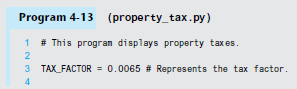 Program 4-13 (property_tax.py)
1 # This program displays property taxes.
2
3 TAX_FACTOR = 0.0065 # Represents the tax factor.
4